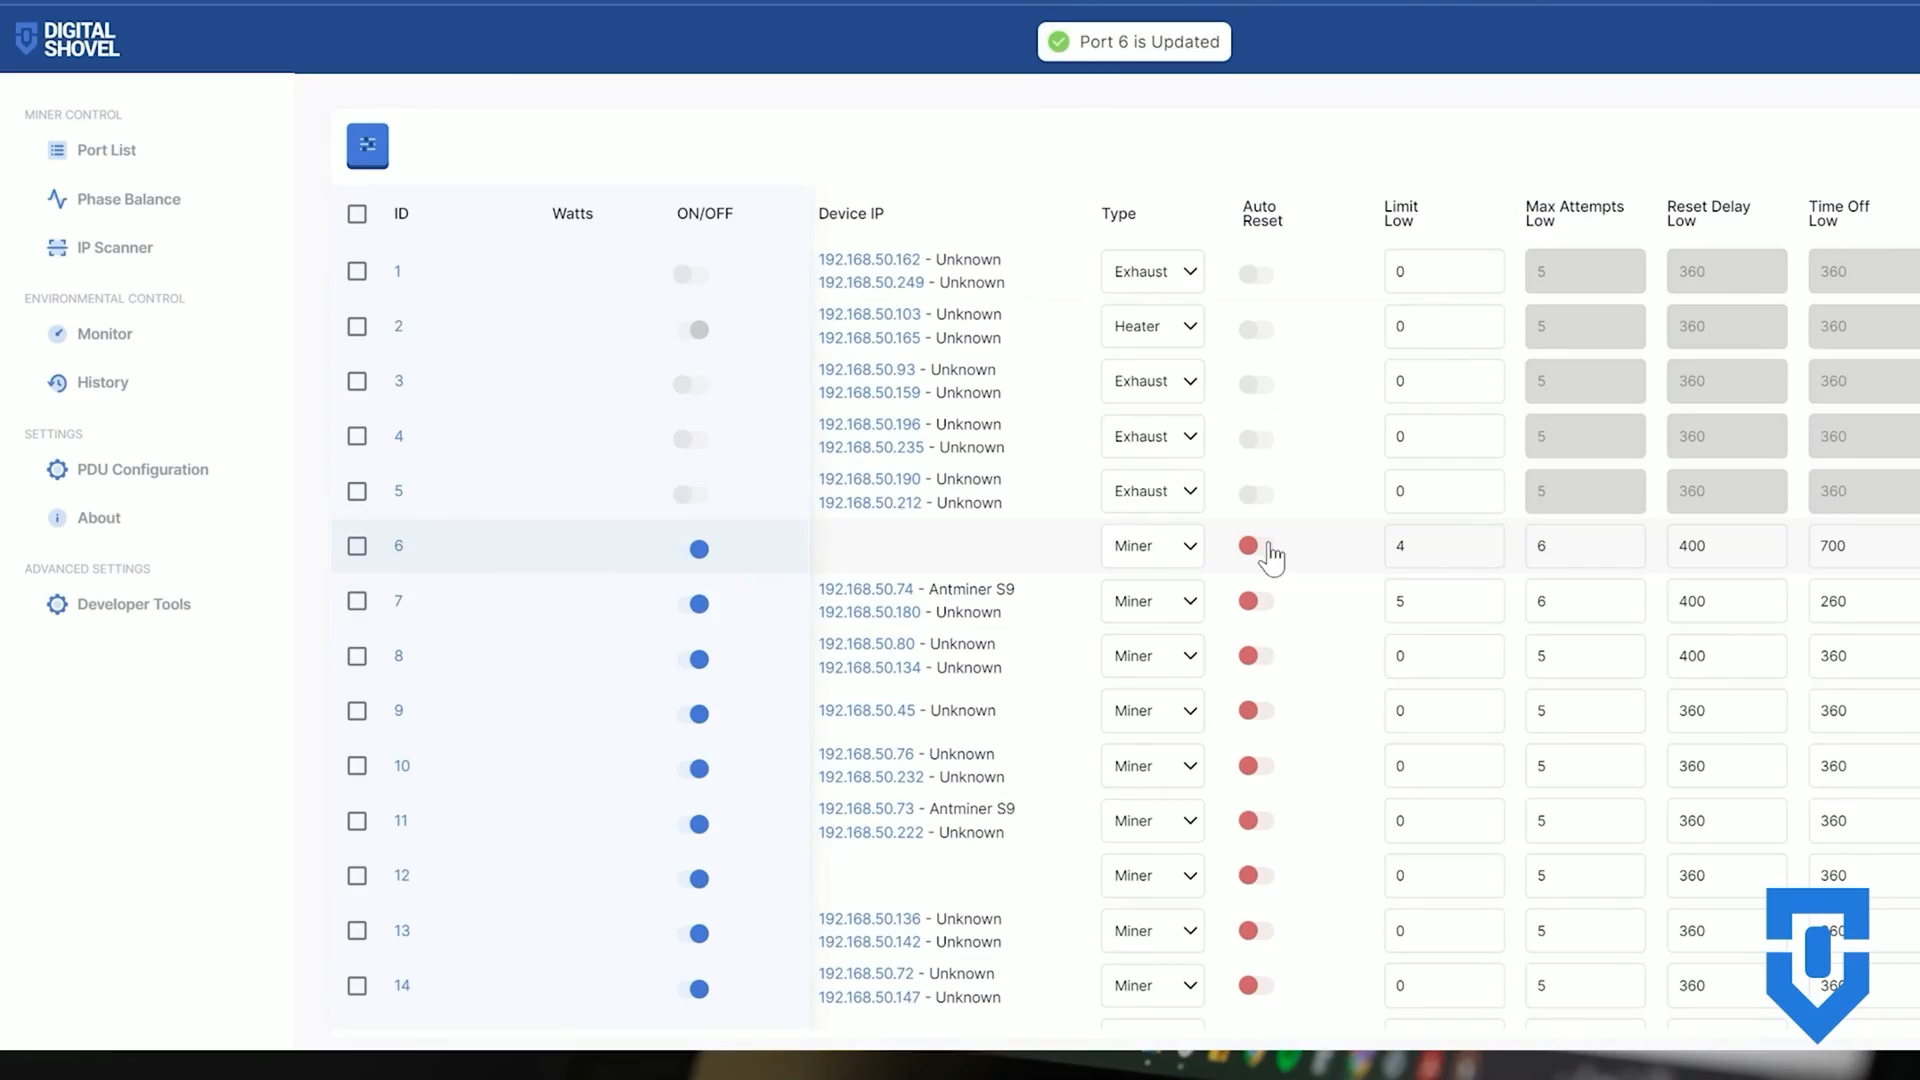 DIGITAL
SHOVEL
Port 6 is Updated
MINER CONTROL
Port List
Phase Balance
IP Scanner
ENVIRONMENTAL CONTROL
Monitor
History
SETTINGS
PDU Configuration
About
ADVANCED SETTINGS
Developer Tools
ID Watts ON/OFF Device IP Type Auto Reset Limit Low Max Attempts Low Reset Delay Low Time Off Low
1 192.168.50.162 - Unknown Exhaust 0 5 360 360
192.168.50.249 - Unknown
2 192.168.50.103 - Unknown Heater 0 5 360 360
192.168.50.165 - Unknown
3 192.168.50.93 - Unknown Exhaust 0 5 360 360
192.168.50.159 - Unknown
4 192.168.50.196 - Unknown Exhaust 0 5 360 360
192.168.50.235 - Unknown
5 192.168.50.190 - Unknown Exhaust 0 5 360 360
192.168.50.212 - Unknown
6 Miner 4 6 400 700
7 192.168.50.74 - Antminer S9 Miner 5 6 400 260
192.168.50.180 - Unknown
8 192.168.50.80 - Unknown Miner 0 5 400 360
192.168.50.134 - Unknown
9 192.168.50.45 - Unknown Miner 0 5 360 360
10 192.168.50.76 - Unknown Miner 0 5 360 360
192.168.50.232 - Unknown
11 192.168.50.73 - Antminer S9 Miner 0 5 360 360
192.168.50.222 - Unknown
12 Miner 0 5 360 360
13 192.168.50.136 - Unknown Miner 0 5 360
192.168.50.142 - Unknown
14 192.168.50.72 - Unknown Miner 0 5 360
192.168.50.147 - Unknown